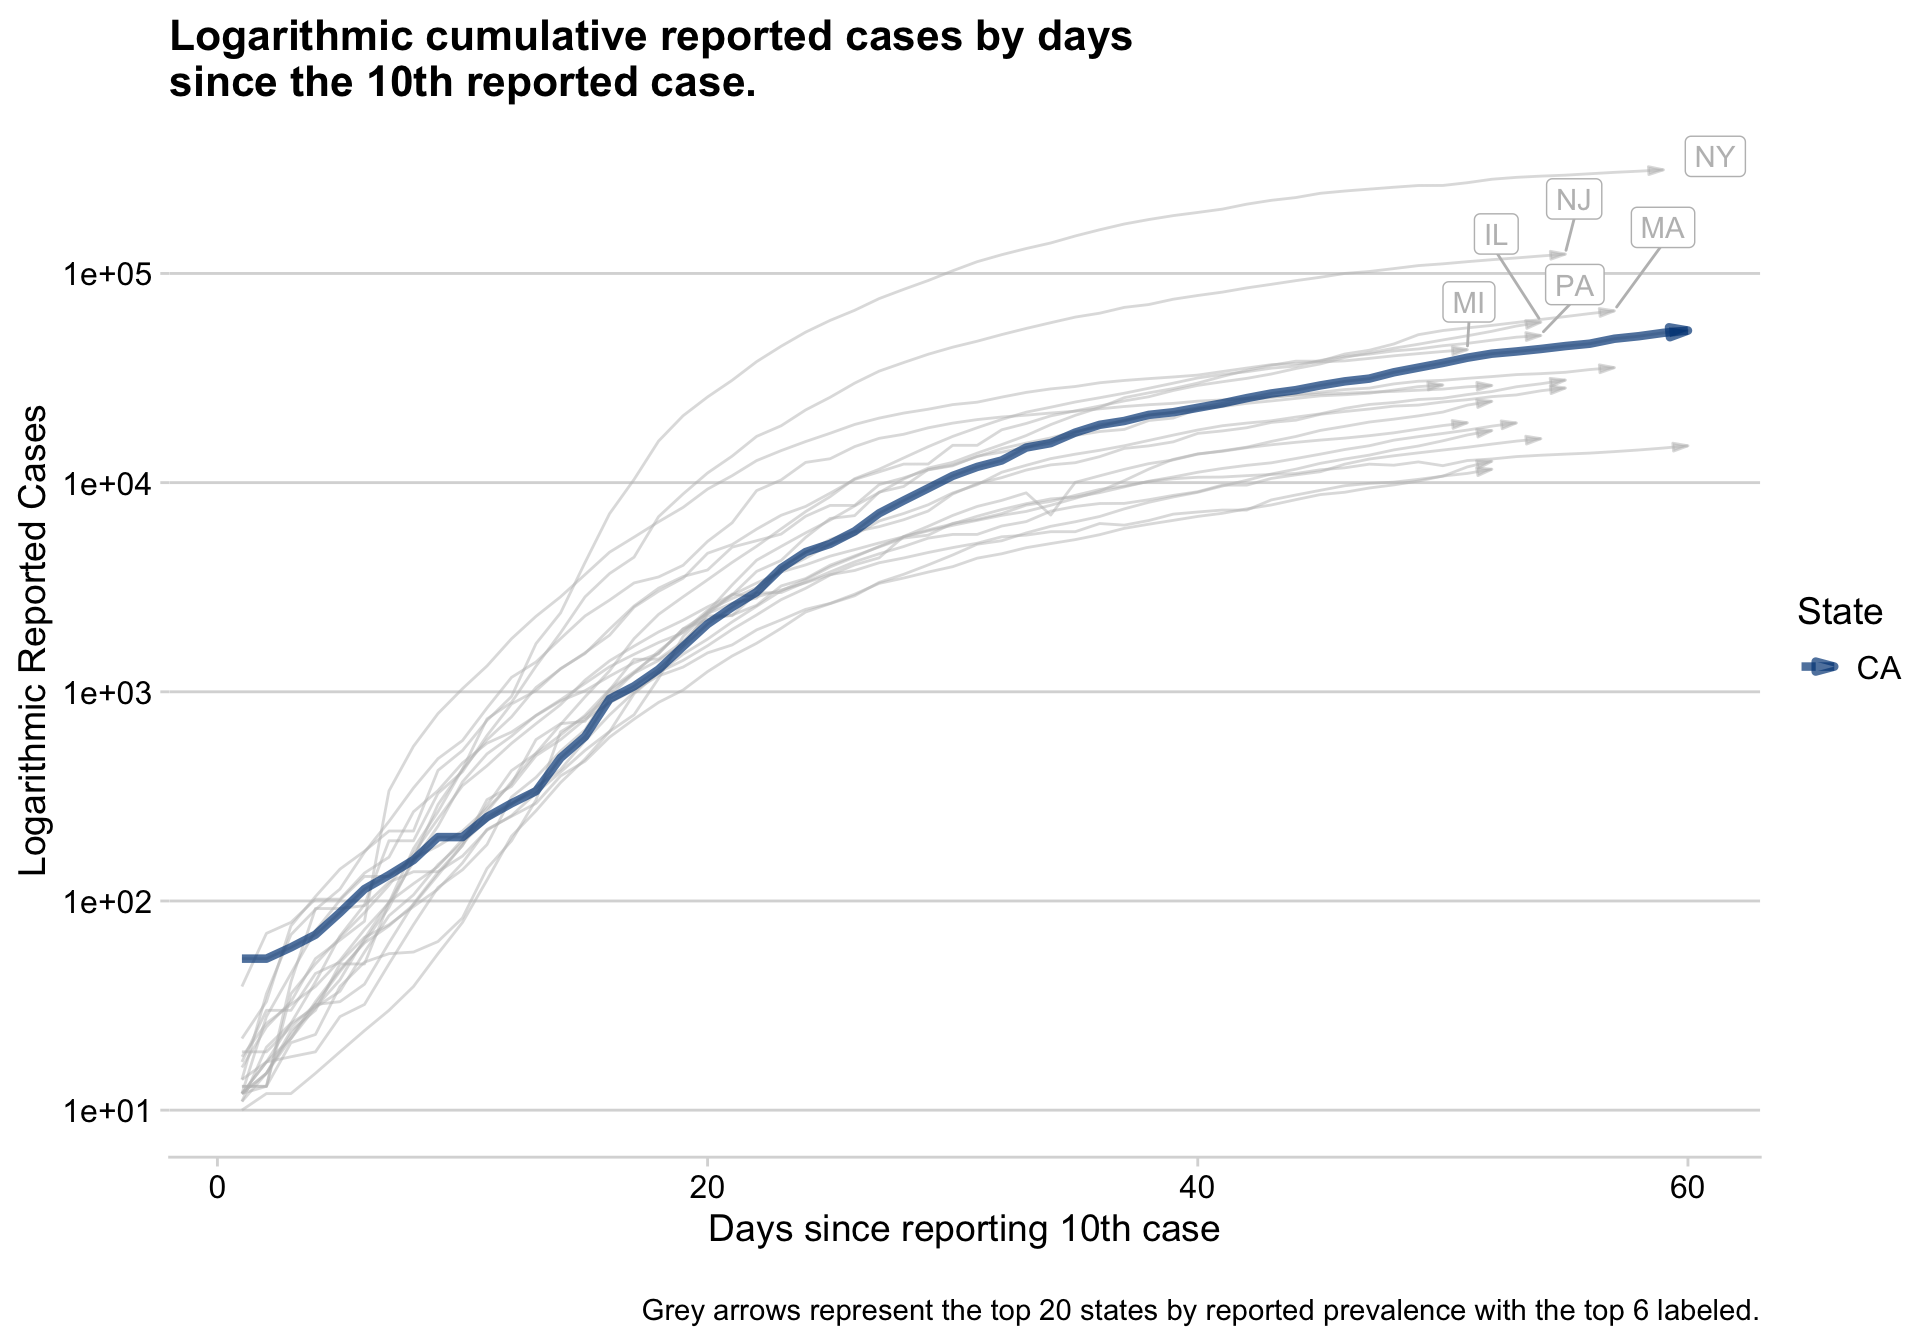 Logarithmic cumulative reported cases by days
since the 10th reported case.
NY
NJ
MA
IL
PA
MI
1e+05
1e+04
1e+03
1e+02
1e+01
Logarithmic Reported Cases
State
CA
0 20 40 60
Days since reporting 10th case
Grey arrows represent the top 20 states by reported prevalence with the top 6 labeled.